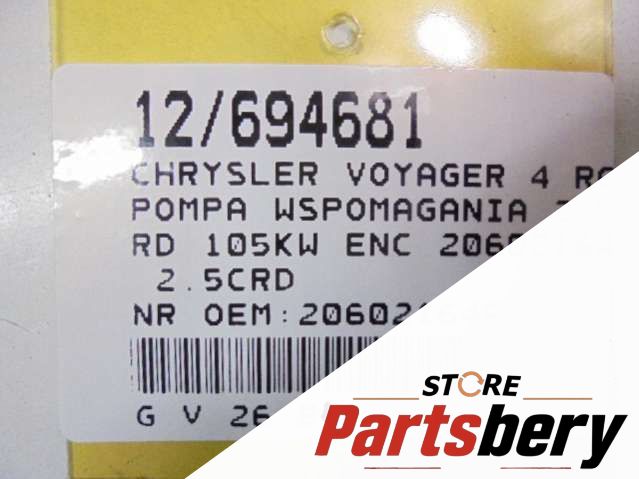 12/694681
CHRYSLER VOYAGER 4
POMPA WSPOMAGANIA
RD 105KW ENC
2.5CRD
NR OEM:
G V 26
STORE
Partsbery